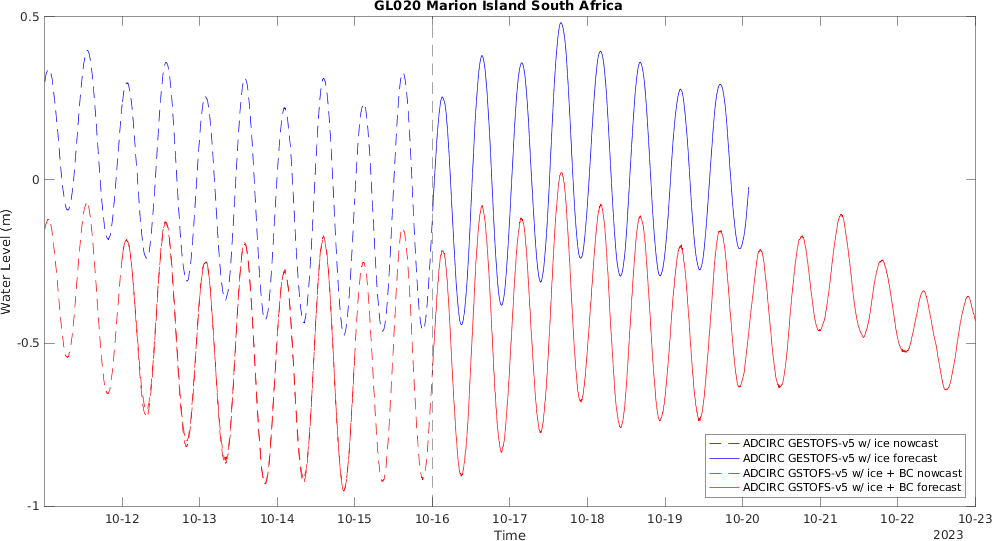 GL020 Marion Island South Africa
0.5
0
-0.5
-1
Water Level (m)
10-12 10-13 10-14 10-15 10-16 10-17 10-18 10-19 10-20 10-21 10-22 10-23
Time
2023
ADCIRC GESTOFS-v5 w/ ice nowcast
ADCIRC GESTOFS-v5 w/ ice forecast
ADCIRC GSTOFS-v5 w/ ice + BC nowcast
ADCIRC GSTOFS-v5 w/ ice + BC forecast